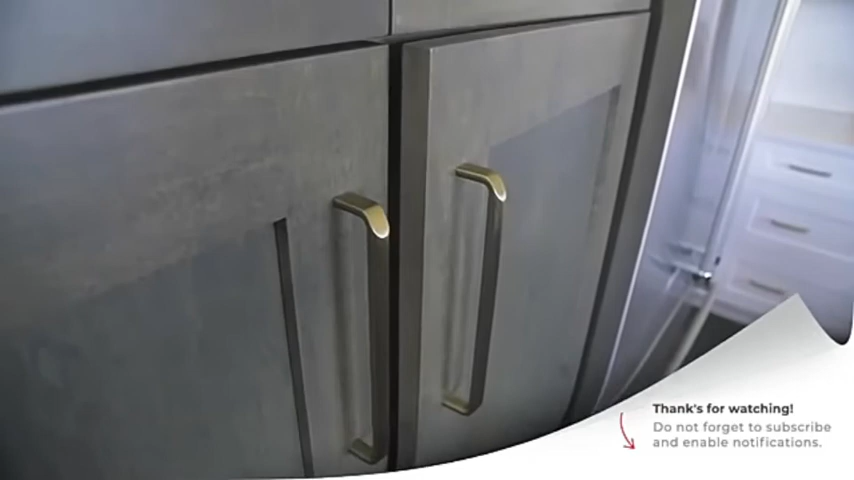 Thank's for watching!
Do not forget to subscribe
and enable notifications.